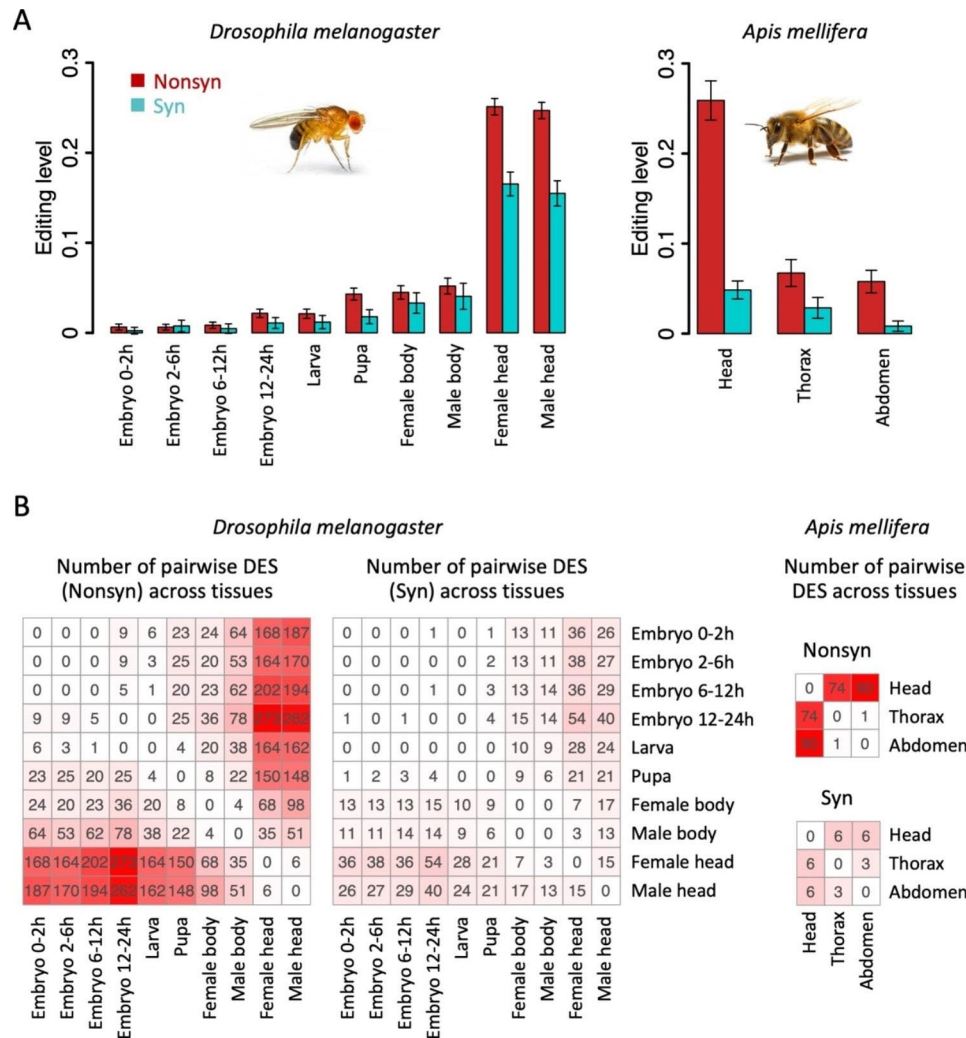 A
Drosophila melanogaster
Apis mellifera
Nonsyn
Syn
Editing level
0.3
0.2
0.1
0
Embryo 0-2h
Embryo 2-6h
Embryo 6-12h
Embryo 12-24h
Larva
Pupa
Female body
Male body
Female head
Male head
Editing level
0.3
0.2
0.1
0
Head
Thorax
Abdomen
B
Drosophila melanogaster
Apis mellifera
Number of pairwise DES
(Nonsyn) across tissues
0 0 0 9 6 23 24 64 168 187
0 0 0 9 3 25 20 53 164 170
0 0 0 5 1 20 23 62 202 194
9 9 5 0 0 25 36 78 262
6 3 1 0 0 4 20 38 164 162
23 25 20 25 4 0 8 22 150 148
24 20 23 36 20 8 0 4 68 98
64 53 62 78 38 22 4 0 35 51
168 164 202 164 150 68 35 0 6
187 170 194 262 162 148 98 51 6 0
Embryo 0-2h
Embryo 2-6h
Embryo 6-12h
Embryo 12-24h
Larva
Pupa
Female body
Male body
Female head
Male head
Number of pairwise DES
(Syn) across tissues
0 0 0 1 0 1 13 11 36 26 Embryo 0-2h
0 0 0 0 0 2 13 11 38 27 Embryo 2-6h
0 0 0 1 0 3 13 14 36 29 Embryo 6-12h
1 0 1 0 0 4 15 14 54 40 Embryo 12-24h
0 0 0 0 0 0 10 9 28 24 Larva
1 2 3 4 0 0 9 6 21 21 Pupa
13 13 13 15 10 9 0 0 7 17 Female body
11 11 14 14 9 6 0 0 3 13 Male body
36 38 36 54 28 21 7 3 0 15 Female head
26 27 29 40 24 21 17 13 15 0 Male head
Embryo 0-2h
Embryo 2-6h
Embryo 6-12h
Embryo 12-24h
Larva
Pupa
Female body
Male body
Female head
Male head
Number of pairwise
DES across tissues
Nonsyn
0 74 Head
74 0 1 Thorax
1 0 Abdomen
Syn
0 6 6 Head
6 0 3 Thorax
6 3 0 Abdomen
Head
Thorax
Abdomen